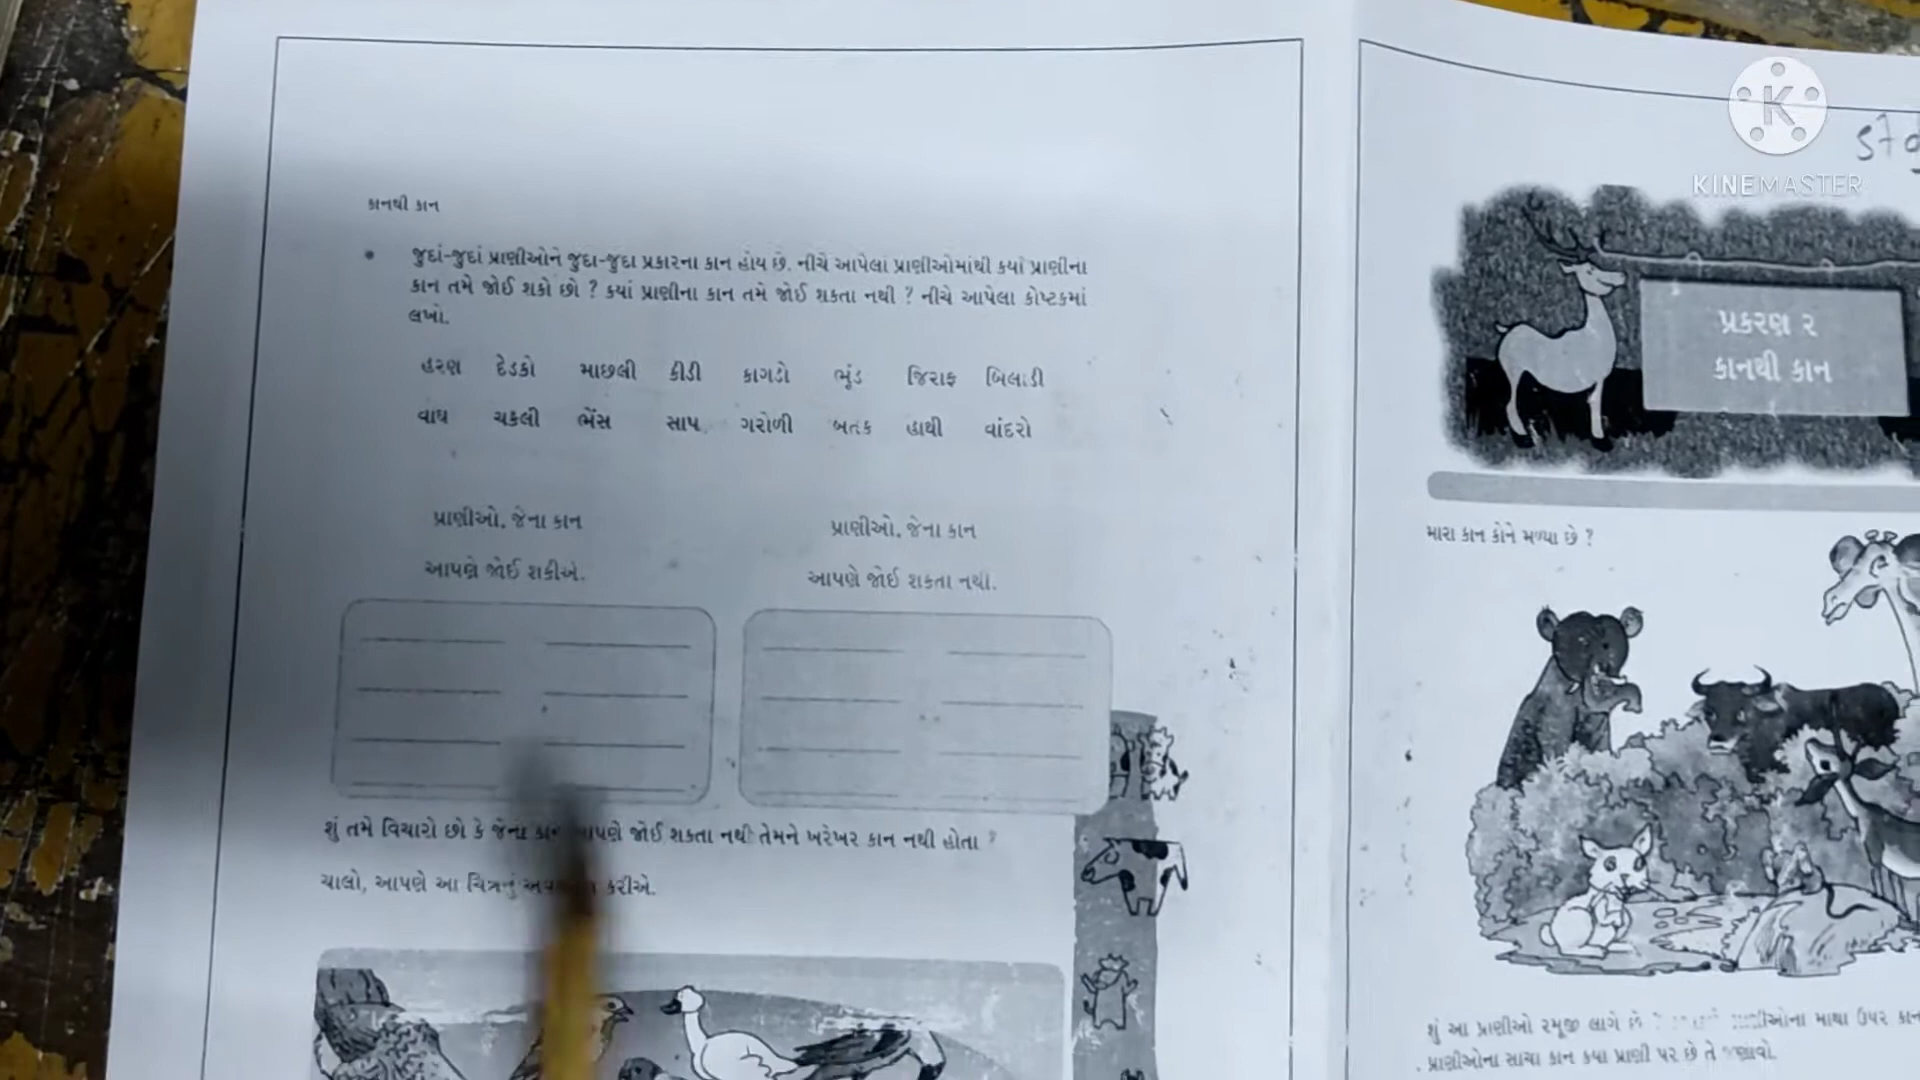 કાનથી કાન
જુદાં-જુદાં પ્રાણીઓને જુદા-જુદા પ્રકારના કાન હોય છે. નીચે આપેલાં પ્રાણીઓમાંથી કયાં પ્રાણીના
કાન તમે જોઈ શકો છો ? કયાં પ્રાણીના કાન તમે જોઈ શકતા નથી ? નીચે આપેલા કોષ્ટકમાં
લખો.
હરણ દેડકો માછલી કીડી કાગડો ભૂંડ જિરાફ બિલાડી
વાઘ ચકલી ભેંસ સાપ ગરોળી બતક હાથી વાંદરો
પ્રાણીઓ, જેના કાન
આપણે જોઈ શકીએ.
પ્રાણીઓ, જેના કાન
આપણે જોઈ શકતા નથી.
શું તમે વિચારો છો કે જેના કાન આપણે જોઈ શકતા નથી તેમને ખરેખર કાન નથી હોતા ?
ચાલો, આપણે આ ચિત્રનું કરીએ.
KINEMASTER
std
પ્રકરણ ૨
કાનથી કાન
મારા કાન કોને મળ્યા છે ?
શું આ પ્રાણીઓ રમૂજી લાગે છે ? પ્રાણીઓના માથા ઉપર કાન
પ્રાણીઓના સાચા કાન કયા પ્રાણી પર છે તે જણાવો.